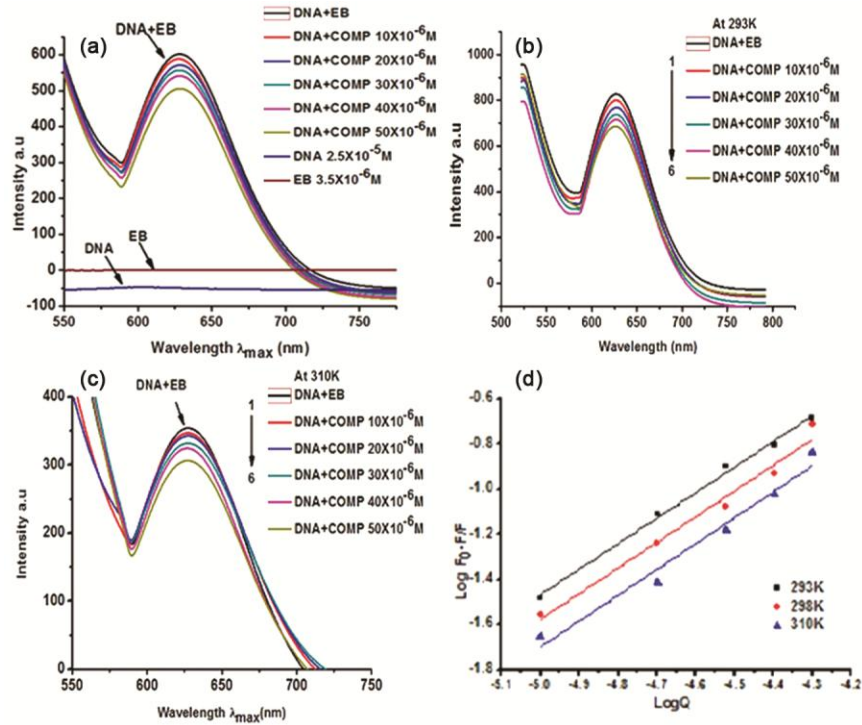 (a)
DNA+EB
DNA+EB
DNA+COMP 10X10⁻⁶M
DNA+COMP 20X10⁻⁶M
DNA+COMP 30X10⁻⁶M
DNA+COMP 40X10⁻⁶M
DNA+COMP 50X10⁻⁶M
DNA 2.5X10⁻⁵M
EB 3.5X10⁻⁶M
DNA
EB
Intensity a.u
600
500
400
300
200
100
0
-100
550 600 650 700 750
Wavelength λmax (nm)
(b)
At 293K
DNA+EB
DNA+COMP 10X10⁻⁶M
DNA+COMP 20X10⁻⁶M
DNA+COMP 30X10⁻⁶M
DNA+COMP 40X10⁻⁶M
DNA+COMP 50X10⁻⁶M
1
6
Intensity a.u
1000
800
600
400
200
0
500 550 600 650 700 750 800
Wavelength (nm)
(c)
DNA+EB
At 310K
DNA+EB
DNA+COMP 10X10⁻⁶M
DNA+COMP 20X10⁻⁶M
DNA+COMP 30X10⁻⁶M
DNA+COMP 40X10⁻⁶M
DNA+COMP 50X10⁻⁶M
1
6
Intensity a.u
400
300
200
100
0
550 600 650 700 750
Wavelength λmax(nm)
(d)
Log F₀-F/F
-0.6
-0.8
-1.0
-1.2
-1.4
-1.6
-1.8
293K
298K
310K
-5.1 -5.0 -4.9 -4.8 -4.7 -4.6 -4.5 -4.4 -4.3 -4.2
LogQ